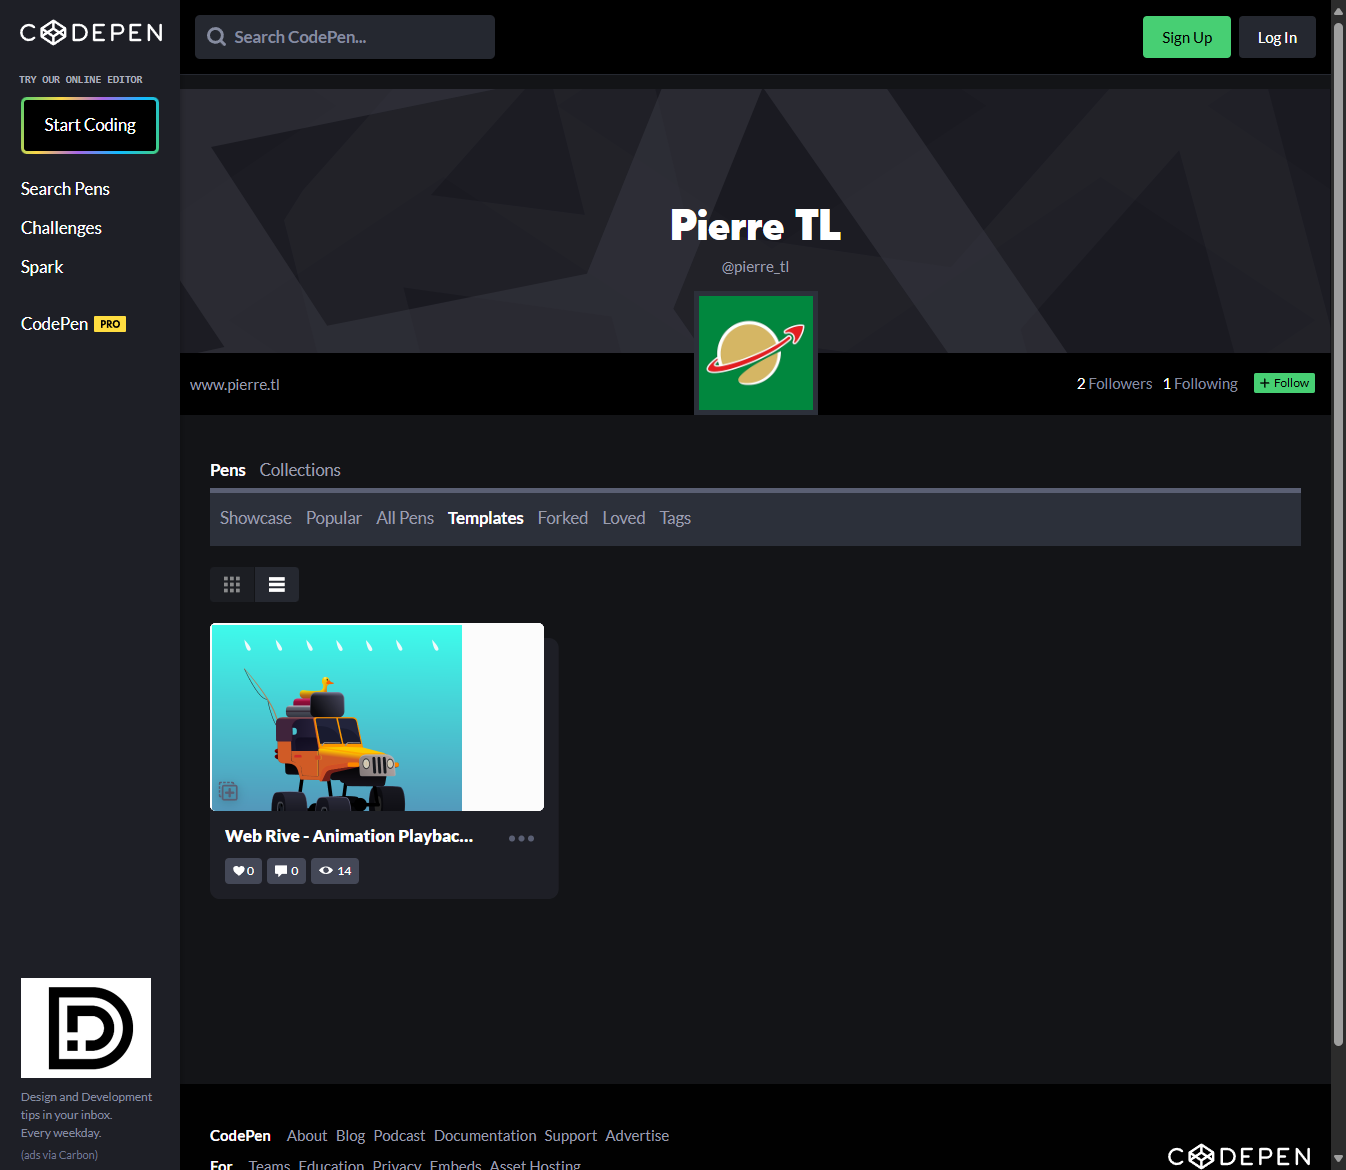 CODEPEN
TRY OUR ONLINE EDITOR
Start Coding
Search Pens
Challenges
Spark
CodePen PRO
Design and Development
tips in your inbox.
Every weekday.
(ads via Carbon)
Search CodePen...
Sign Up
Log In
Pierre TL
@pierre_tl
www.pierre.tl
2 Followers 1 Following + Follow
Pens Collections
Showcase Popular All Pens Templates Forked Loved Tags
Web Rive - Animation Playbac...
0 0 14
CodePen About Blog Podcast Documentation Support Advertise
For Teams Education Privacy Embeds Asset Hosting
CODEPEN